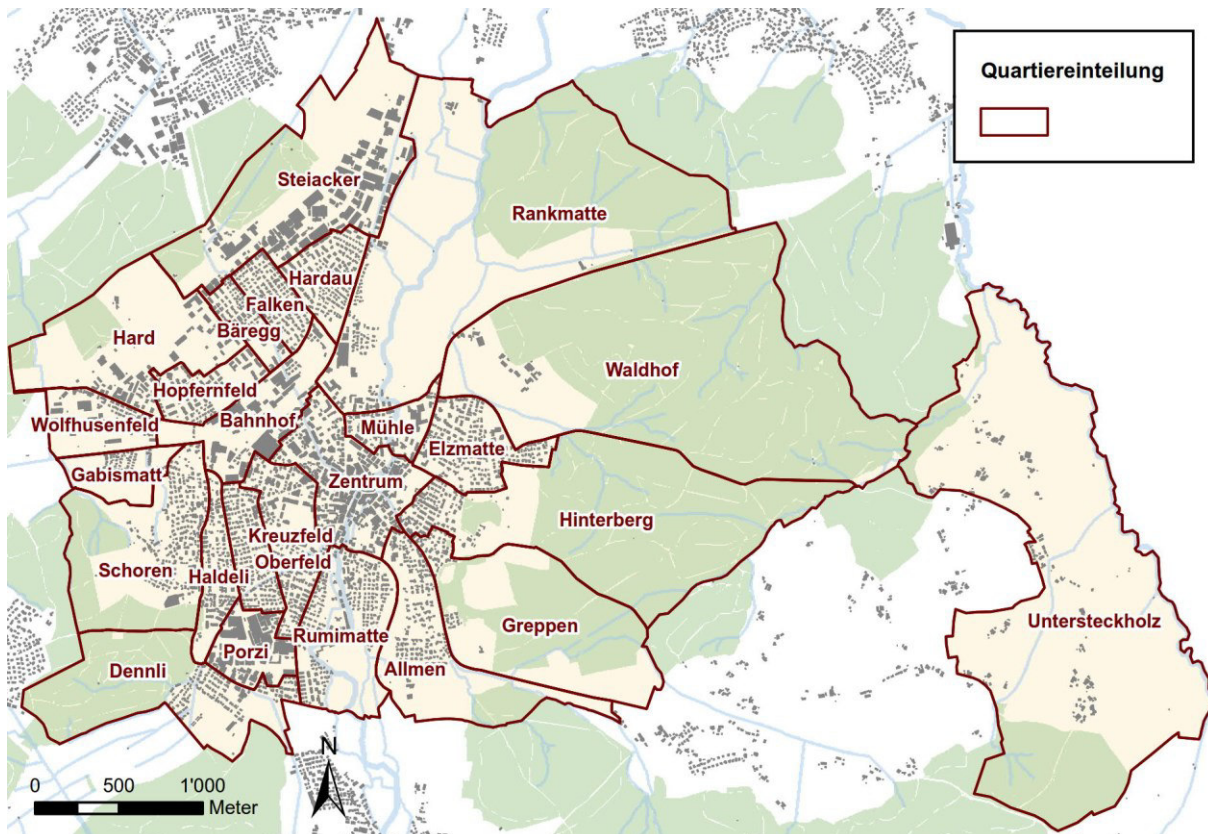 Quartiereinteilung
Steiacker
Rankmatte
Hardau
Falken
Bäregg
Hard
Waldhof
Hopfernfeld
Bahnhof
Wolfhusenfeld
Mühle
Elzmatte
Gabismatt
Zentrum
Hinterberg
Kreuzfeld
Oberfeld
Schoren
Haldeli
Greppen
Untersteckholz
Rumimatte
Porzi
Allmen
Dennli
N
0 500 1'000
Meter